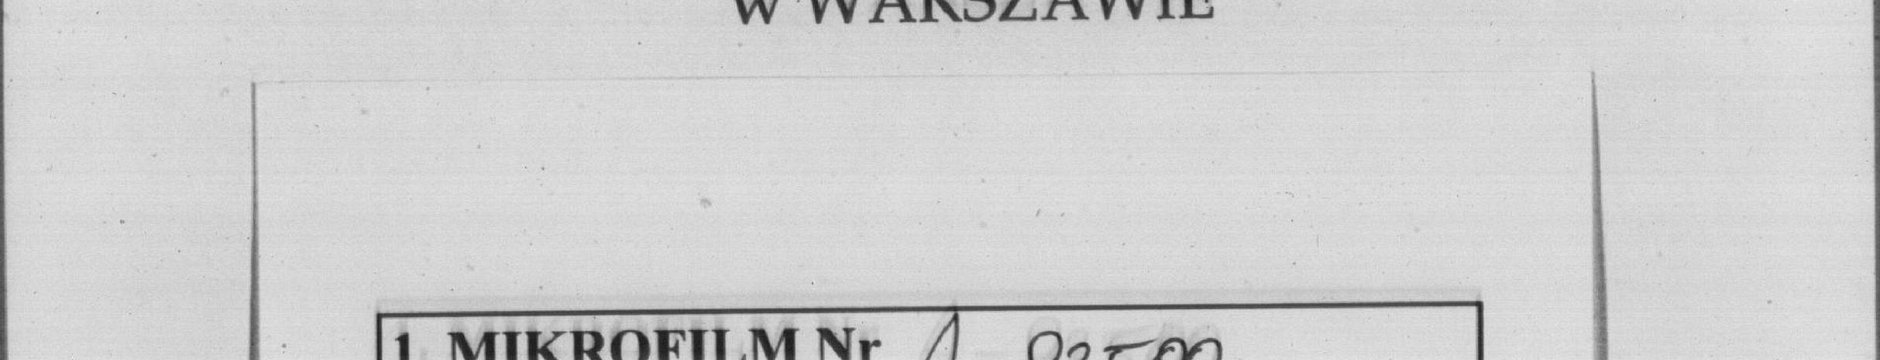 W WARSZAWIE
1. MIKROFILM Nr